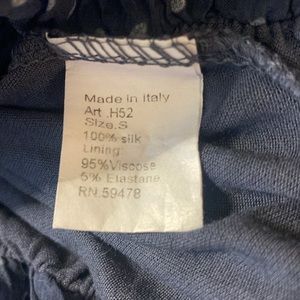 Made in Italy
Art .H52
Size.S
100% silk
Lining:
95%Viscose
5% Elastane
RN.59478